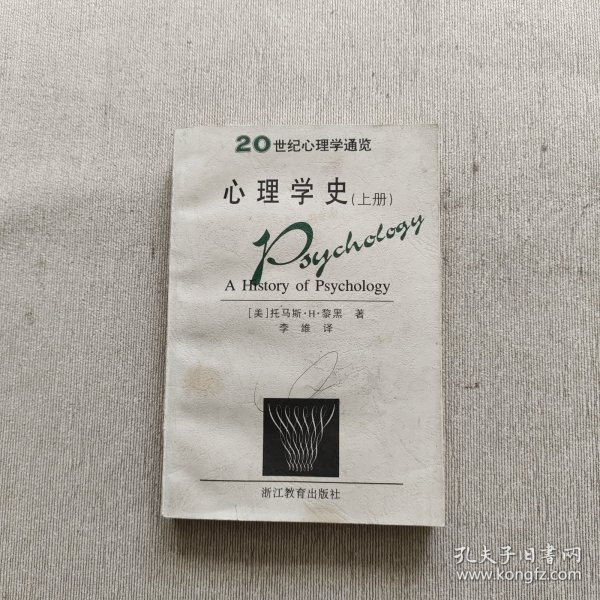 20世纪心理学通览
心理学史(上册)
Psychology
A History of Psychology
[美]托马斯·H·黎黑 著
李维 译
浙江教育出版社
孔夫子旧书网
www.kongfz.com